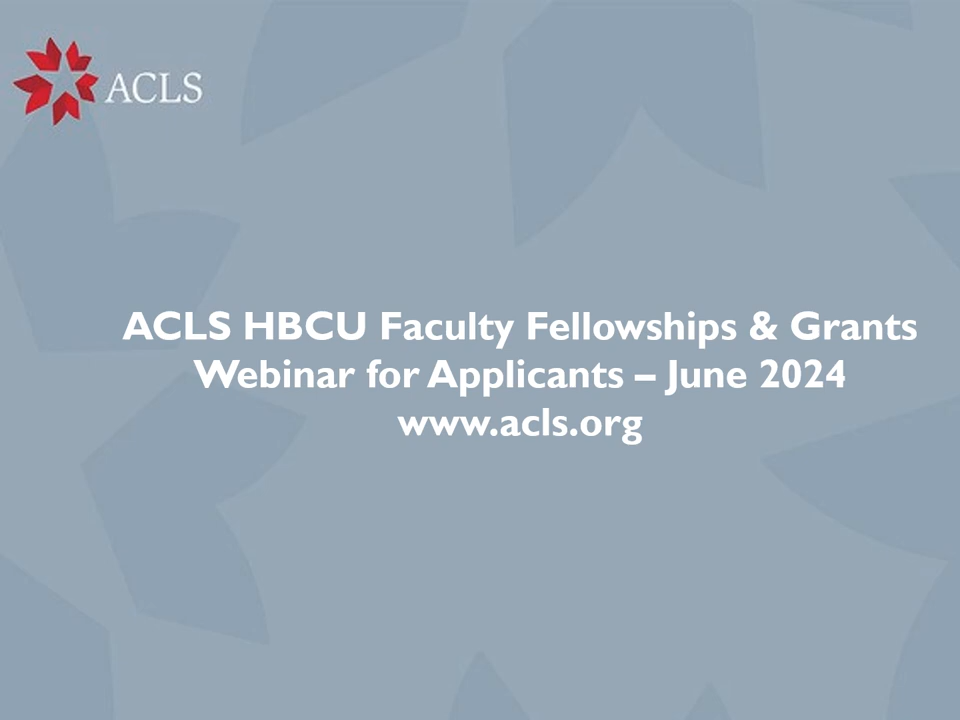 ACLS
ACLS HBCU Faculty Fellowships & Grants
Webinar for Applicants – June 2024
www.acls.org